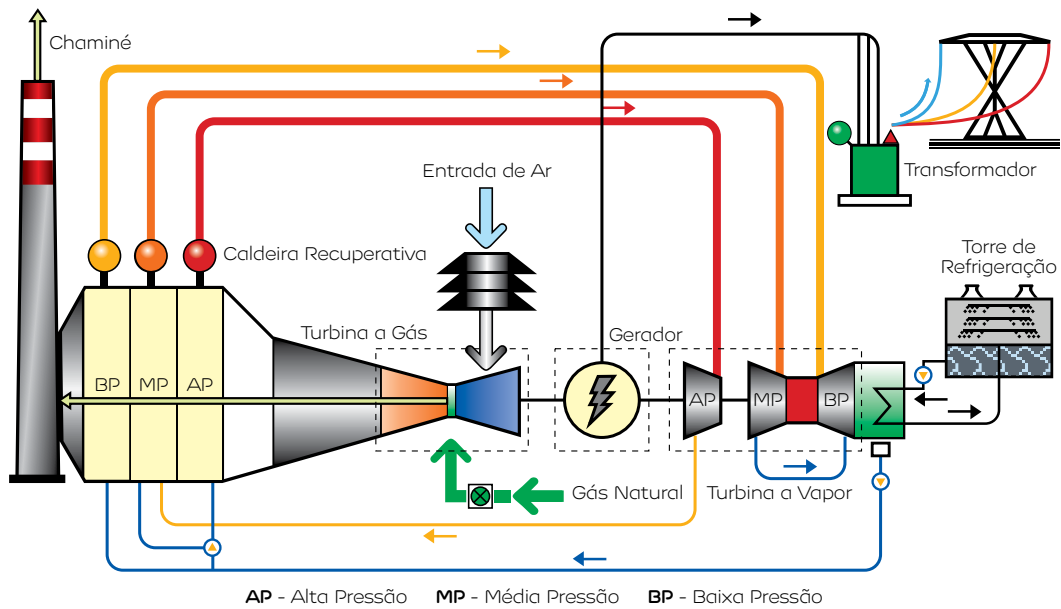 Chaminé
Entrada de Ar
Transformador
Caldeira Recuperativa
Torre de
Refrigeração
Turbina a Gás
Gerador
BP
MP
AP
AP
MP
BP
Gás Natural
Turbina a Vapor
AP - Alta Pressão MP - Média Pressão BP - Baixa Pressão